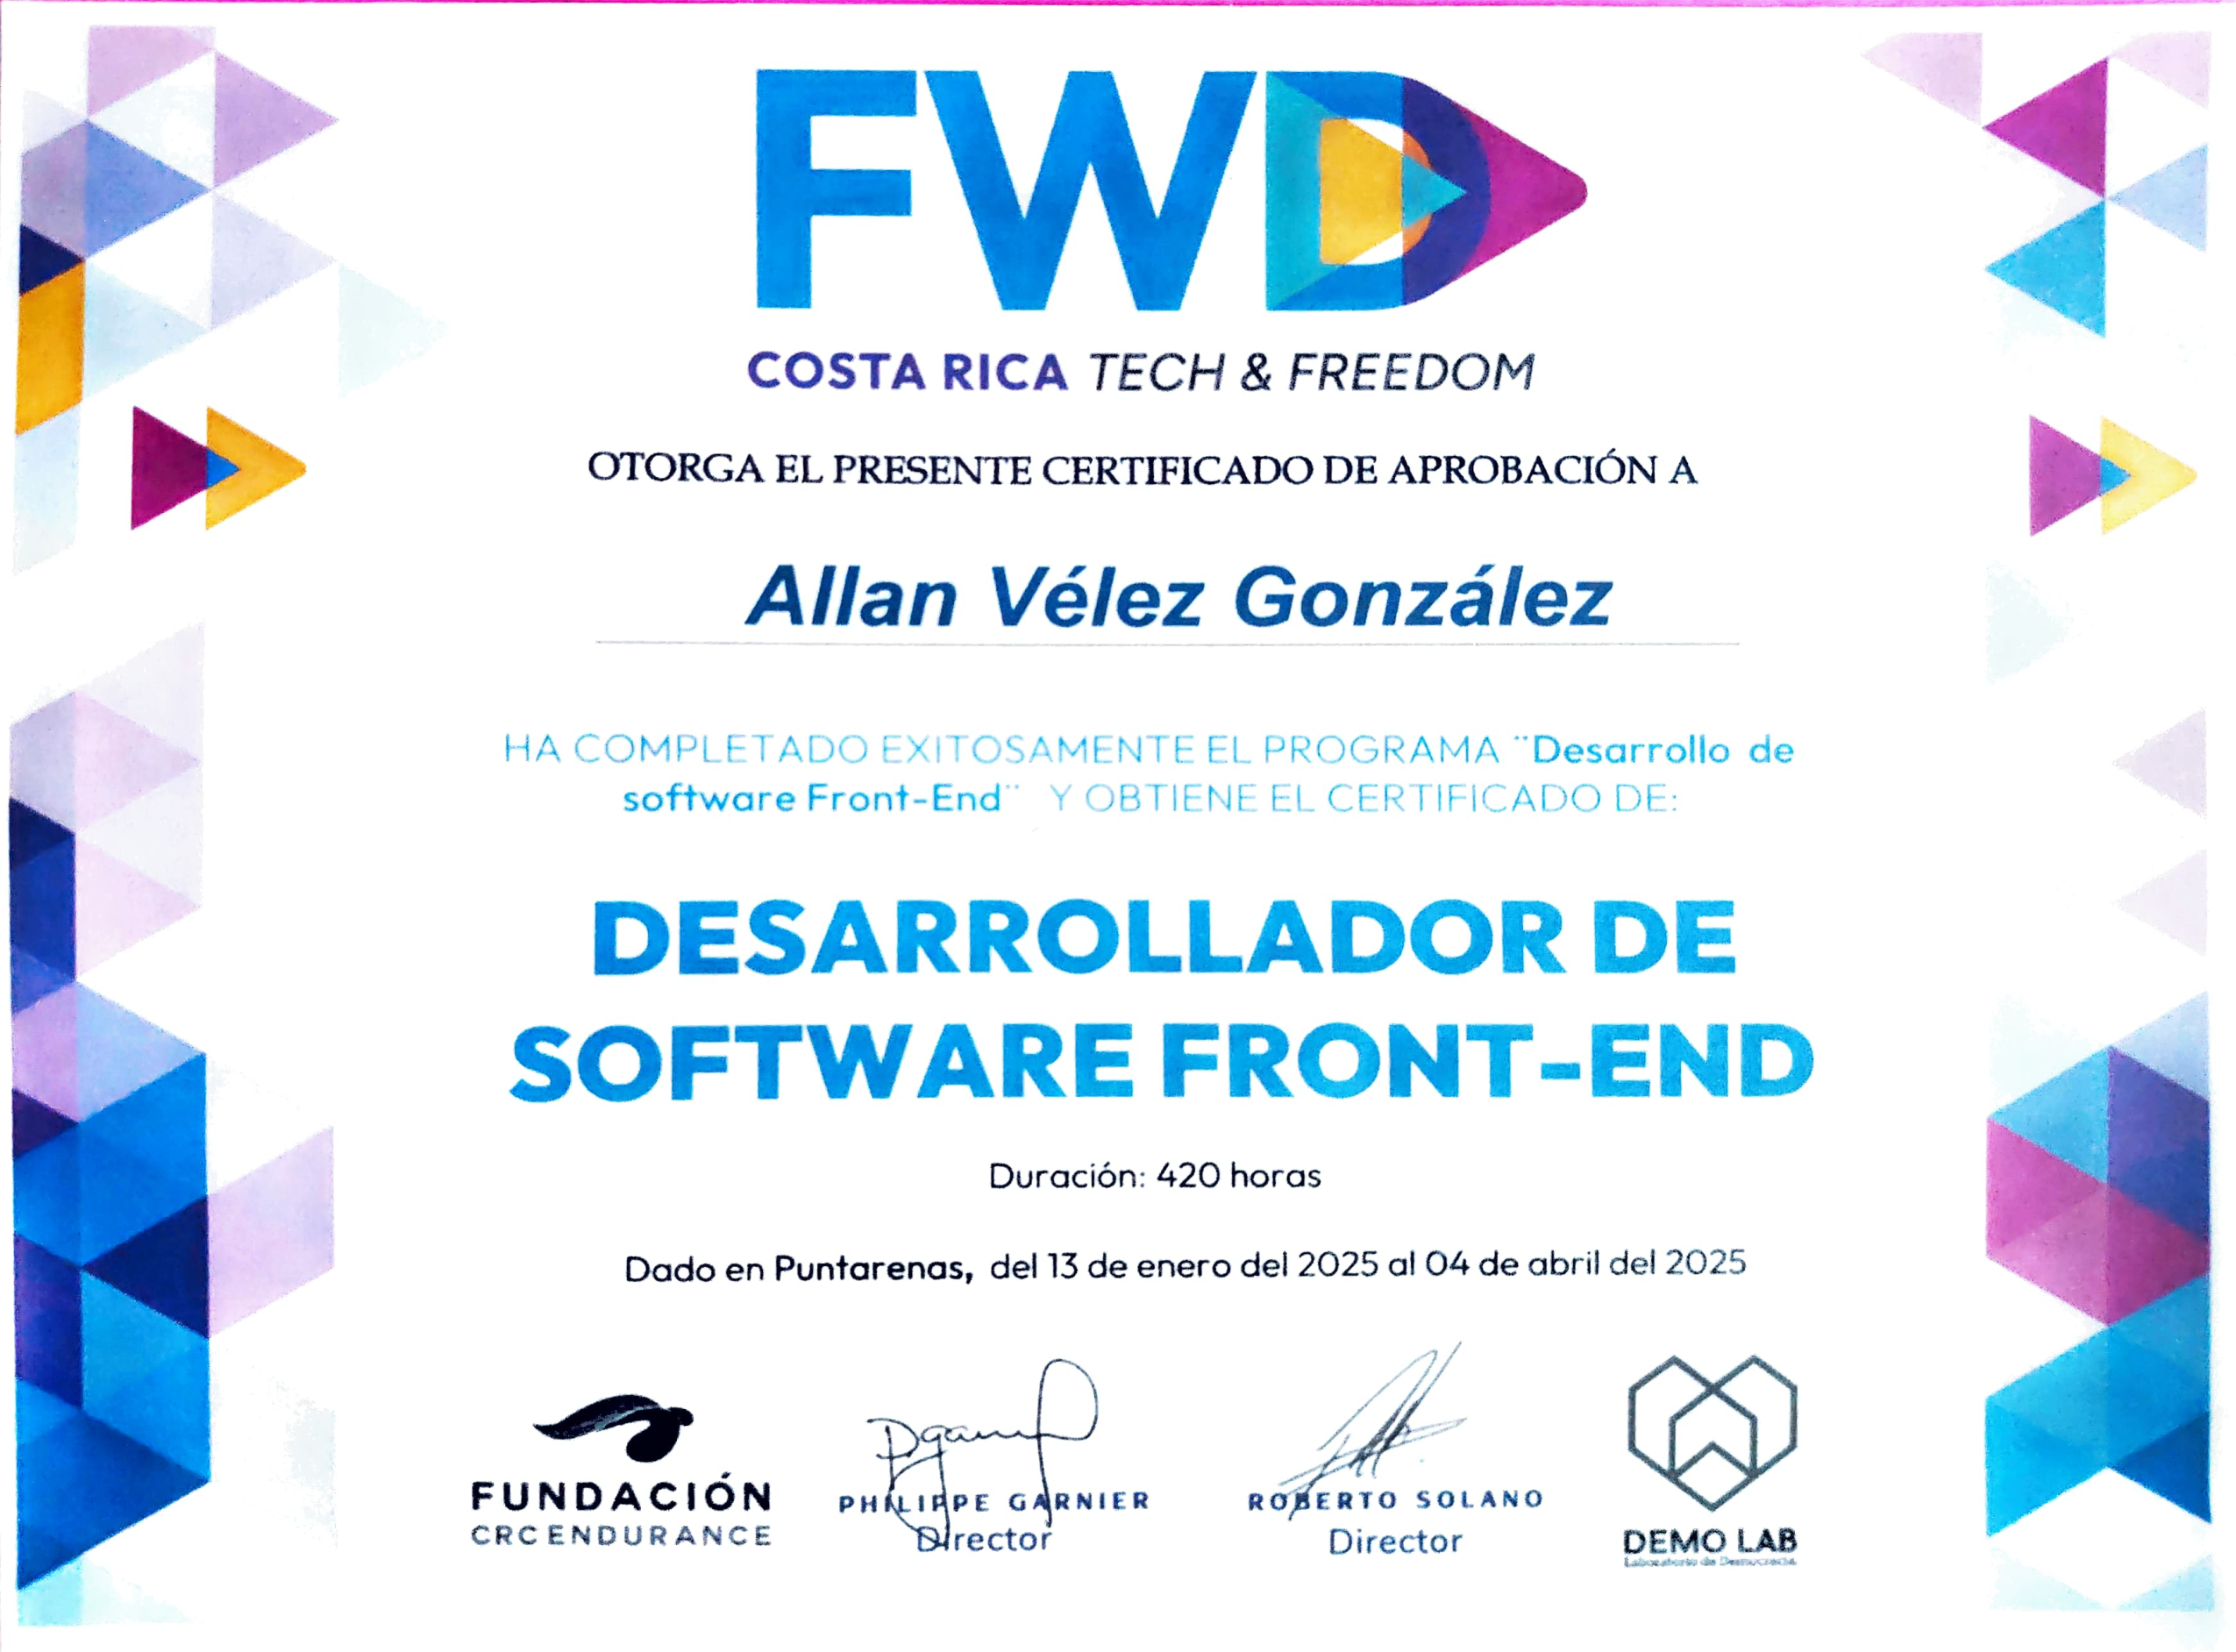 FWD
COSTA RICA TECH & FREEDOM
OTORGA EL PRESENTE CERTIFICADO DE APROBACIÓN A
Allan Vélez González
HA COMPLETADO EXITOSAMENTE EL PROGRAMA ¨Desarrollo de
software Front-End¨ Y OBTIENE EL CERTIFICADO DE:
DESARROLLADOR DE
SOFTWARE FRONT-END
Duración: 420 horas
Dado en Puntarenas, del 13 de enero del 2025 al 04 de abril del 2025
FUNDACIÓN
CRCENDURANCE
PHILIPPE GARNIER
Director
ROBERTO SOLANO
Director
DEMO LAB
Laboratorio de Democracia